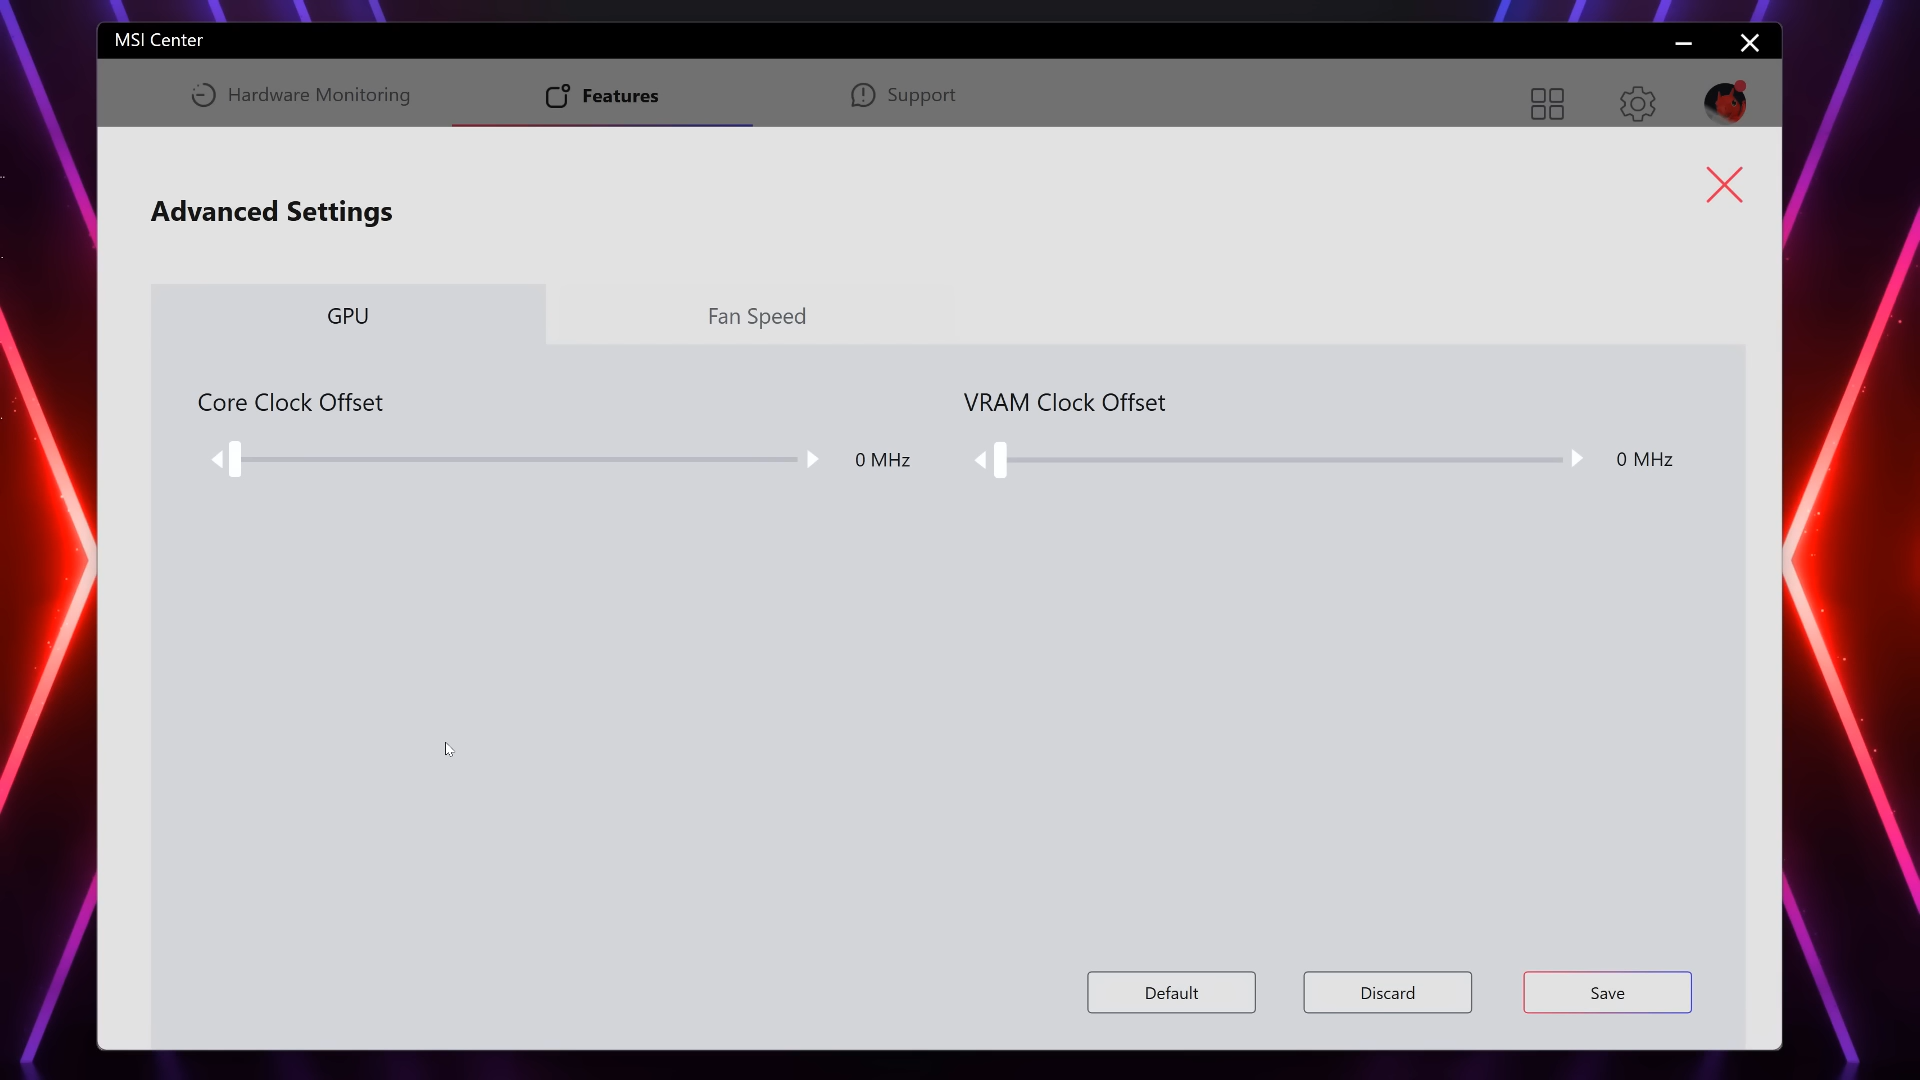 MSI Center
Hardware Monitoring
Features
Support
Advanced Settings
GPU
Fan Speed
Core Clock Offset
0 MHz
VRAM Clock Offset
0 MHz
Default
Discard
Save